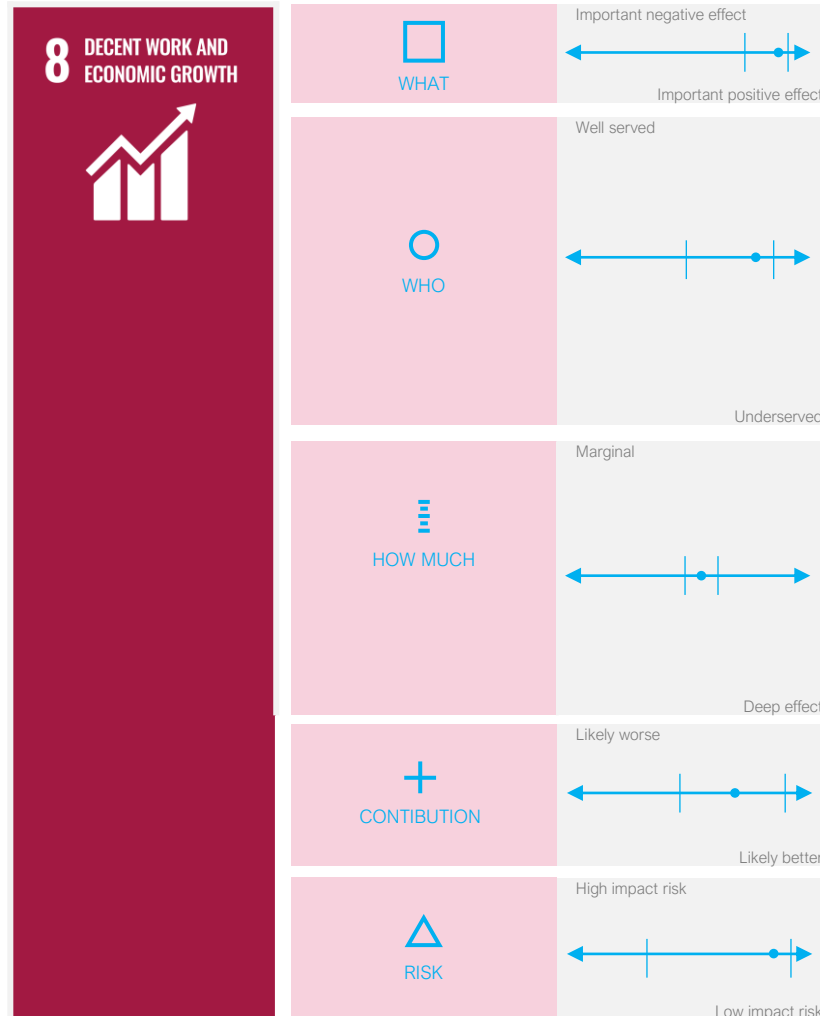 8 DECENT WORK AND
ECONOMIC GROWTH
WHAT
Important negative effect
Important positive effect
WHO
Well served
Underserved
HOW MUCH
Marginal
Deep effect
CONTIBUTION
Likely worse
Likely better
RISK
High impact risk
Low impact risk